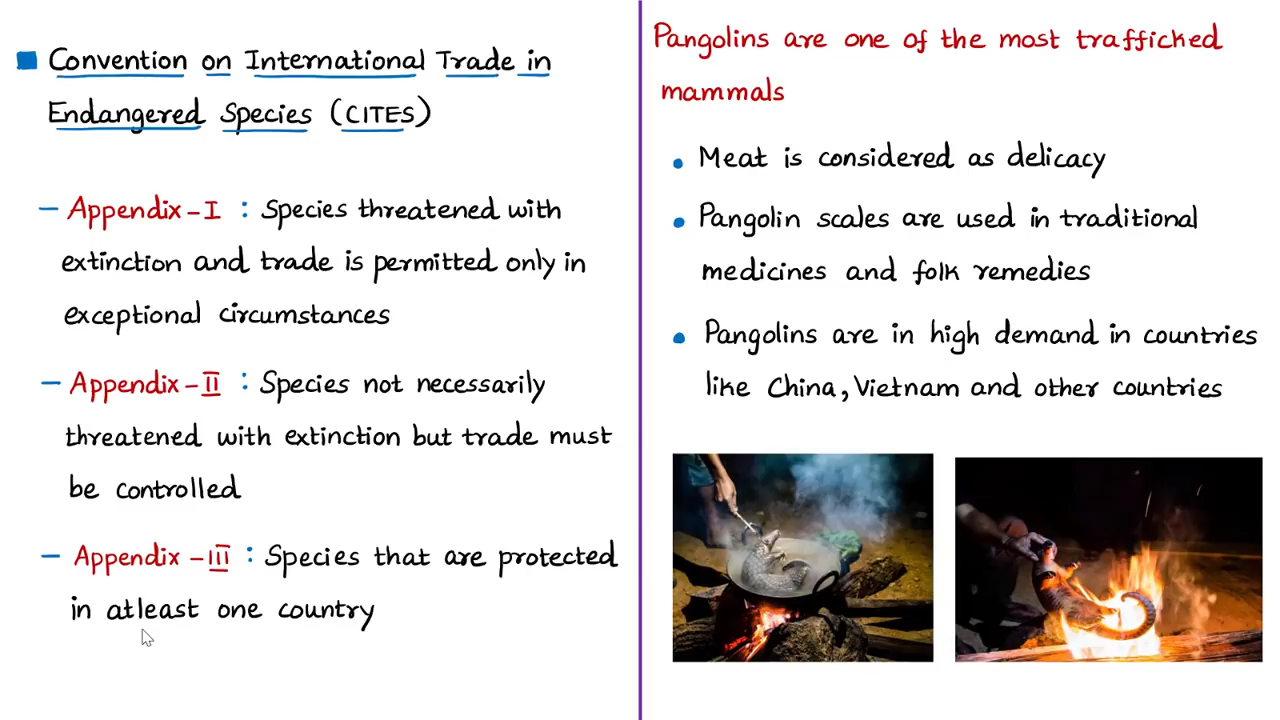 Convention on International Trade in
Endangered Species (CITES)
– Appendix-I : Species threatened with
extinction and trade is permitted only in
exceptional circumstances
– Appendix-II : Species not necessarily
threatened with extinction but trade must
be controlled
– Appendix-III : Species that are protected
in atleast one country
Pangolins are one of the most trafficked
mammals
• Meat is considered as delicacy
• Pangolin scales are used in traditional
medicines and folk remedies
• Pangolins are in high demand in countries
like China, Vietnam and other countries